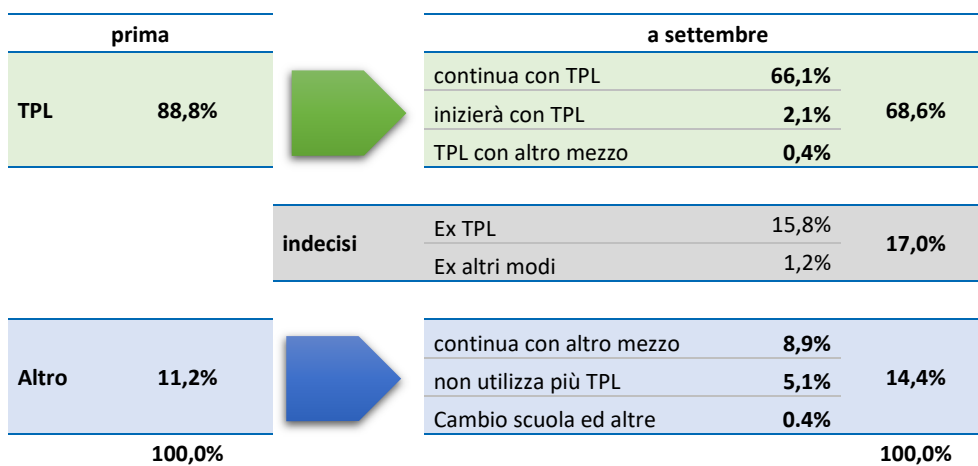 prima a settembre
continua con TPL 66,1%
TPL 88,8% inizierà con TPL 2,1% 68,6%
TPL con altro mezzo 0,4%
Ex TPL 15,8%
indecisi 17,0%
Ex altri modi 1,2%
continua con altro mezzo 8,9%
Altro 11,2% non utilizza più TPL 5,1% 14,4%
Cambio scuola ed altre 0.4%
100,0% 100,0%